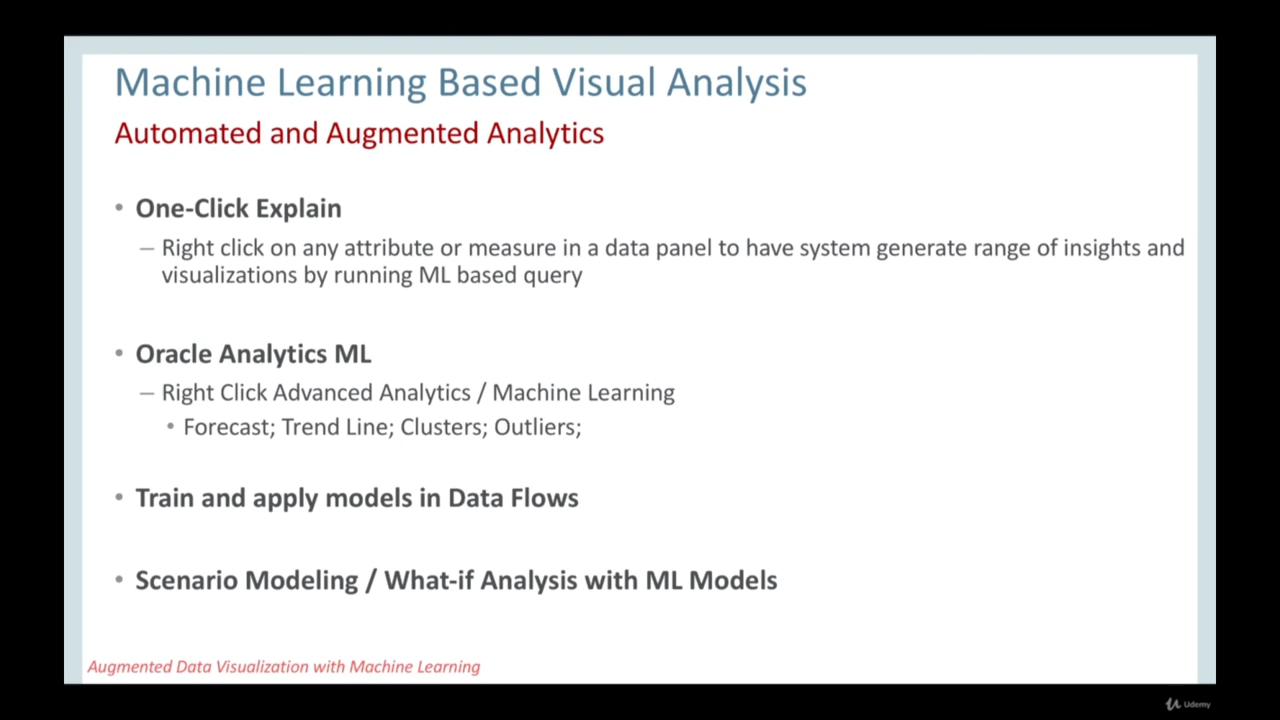 Machine Learning Based Visual Analysis
Automated and Augmented Analytics
• One-Click Explain
– Right click on any attribute or measure in a data panel to have system generate range of insights and
visualizations by running ML based query
• Oracle Analytics ML
– Right Click Advanced Analytics / Machine Learning
• Forecast; Trend Line; Clusters; Outliers;
• Train and apply models in Data Flows
• Scenario Modeling / What-if Analysis with ML Models
Augmented Data Visualization with Machine Learning
Udemy